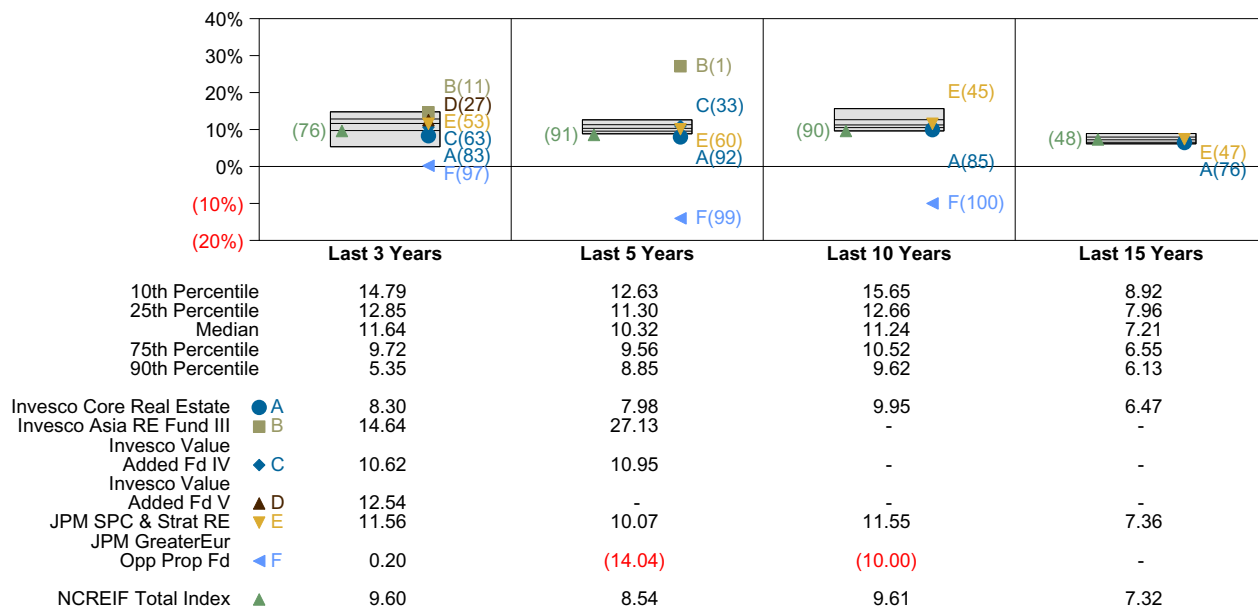 40%
30%
20%
10%
0%
(10%)
(20%)
(76)
B(11)
D(27)
E(53)
C(63)
A(83)
F(97)
(91)
B(1)
C(33)
E(60)
A(92)
F(99)
(90)
E(45)
A(85)
F(100)
(48)
E(47)
A(76)
Last 3 Years Last 5 Years Last 10 Years Last 15 Years
10th Percentile 14.79 12.63 15.65 8.92
25th Percentile 12.85 11.30 12.66 7.96
Median 11.64 10.32 11.24 7.21
75th Percentile 9.72 9.56 10.52 6.55
90th Percentile 5.35 8.85 9.62 6.13
Invesco Core Real Estate A 8.30 7.98 9.95 6.47
Invesco Asia RE Fund III B 14.64 27.13 - -
Invesco Value
Added Fd IV C 10.62 10.95 - -
Invesco Value
Added Fd V D 12.54 - - -
JPM SPC & Strat RE E 11.56 10.07 11.55 7.36
JPM GreaterEur
Opp Prop Fd F 0.20 (14.04) (10.00) -
NCREIF Total Index 9.60 8.54 9.61 7.32